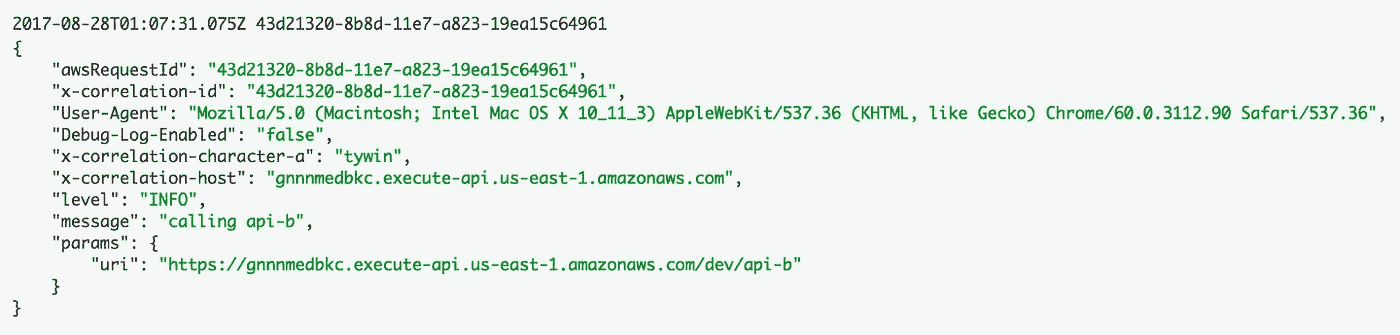 2017-08-28T01:07:31.075Z 43d21320-8b8d-11e7-a823-19ea15c64961
{
    "awsRequestId": "43d21320-8b8d-11e7-a823-19ea15c64961",
    "x-correlation-id": "43d21320-8b8d-11e7-a823-19ea15c64961",
    "User-Agent": "Mozilla/5.0 (Macintosh; Intel Mac OS X 10_11_3) AppleWebKit/537.36 (KHTML, like Gecko) Chrome/60.0.3112.90 Safari/537.36",
    "Debug-Log-Enabled": "false",
    "x-correlation-character-a": "tywin",
    "x-correlation-host": "gnnnmedbkc.execute-api.us-east-1.amazonaws.com",
    "level": "INFO",
    "message": "calling api-b",
    "params": {
        "uri": "https://gnnnmedbkc.execute-api.us-east-1.amazonaws.com/dev/api-b"
    }
}